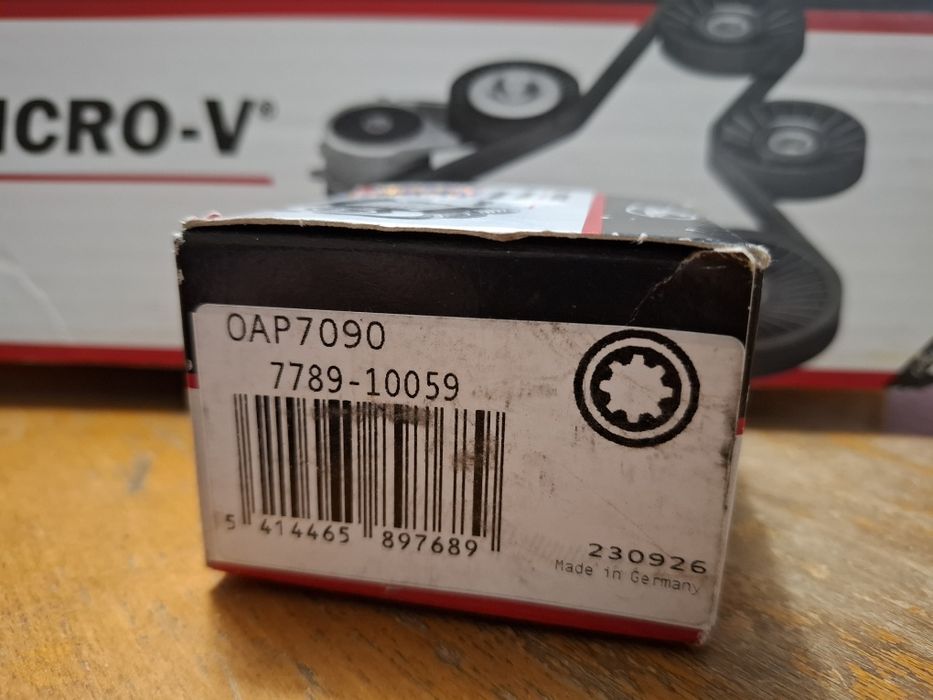 ICRO-V®
OAP7090
7789-10059
5 414465 897689
230926
Made in Germany